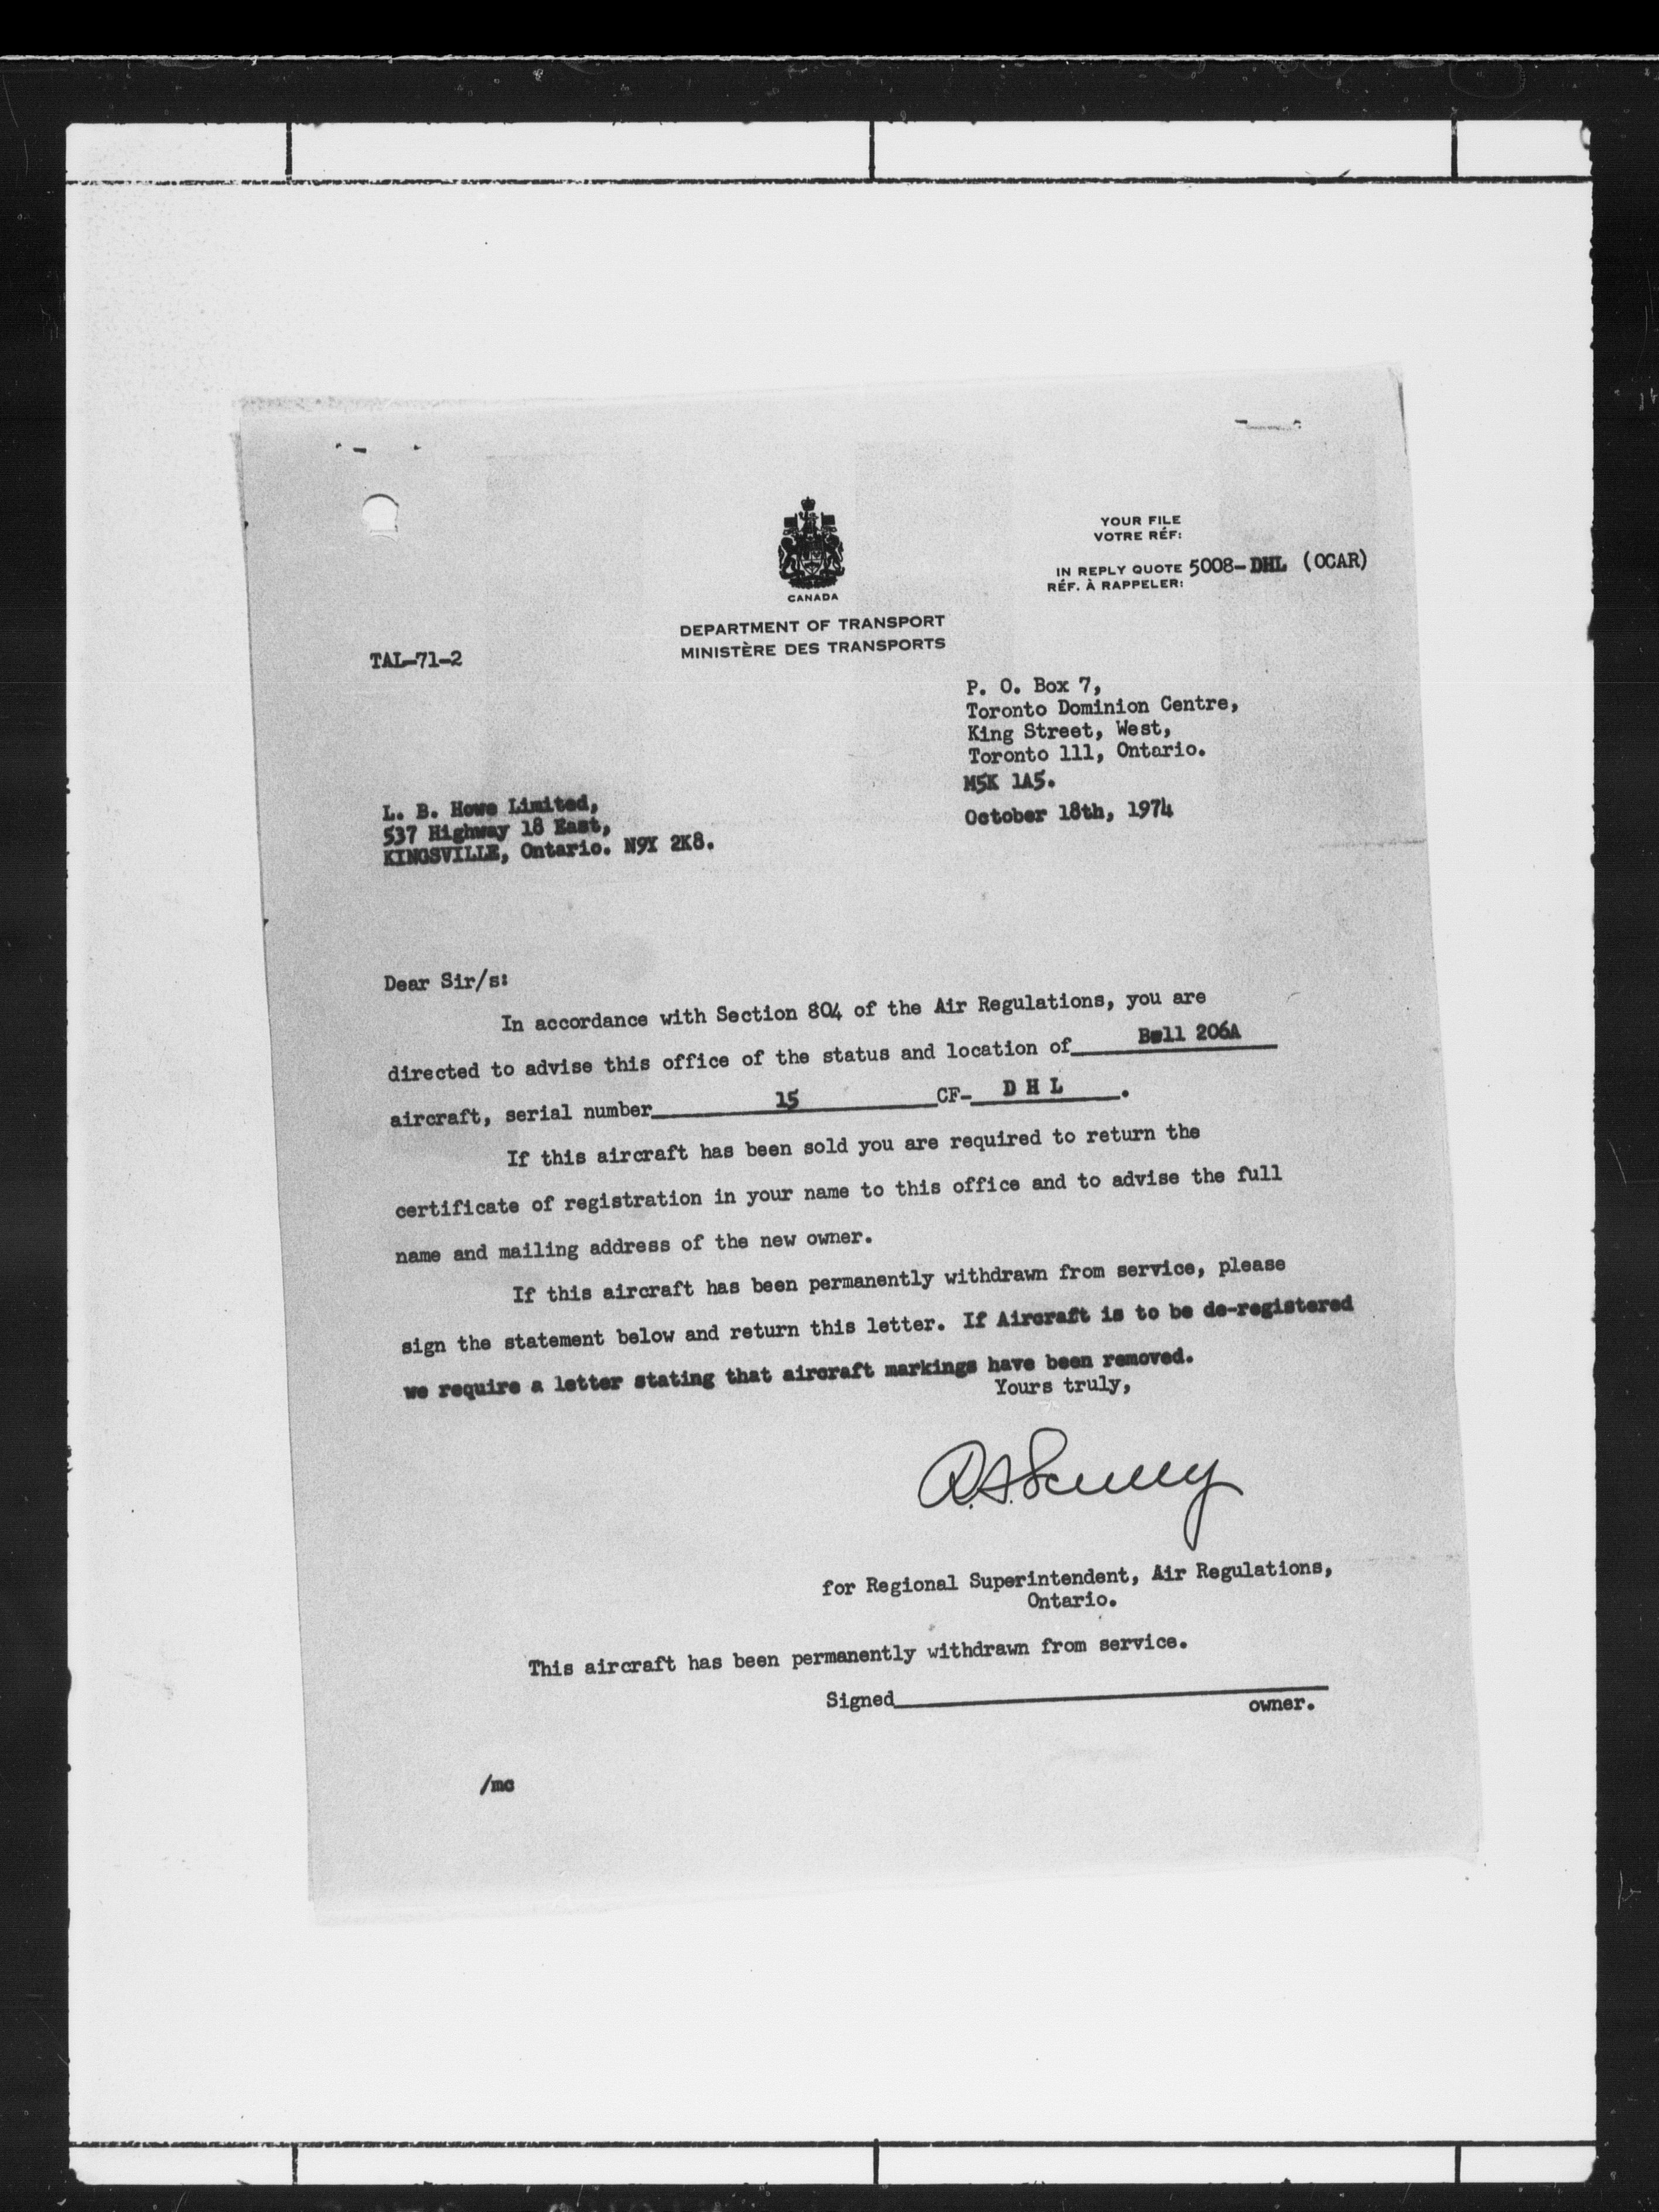 YOUR FILE
VOTRE RÉF:
IN REPLY QUOTE 5008-DHL (OCAR)
RÉF. À RAPPELER:
CANADA
DEPARTMENT OF TRANSPORT
MINISTÈRE DES TRANSPORTS
TAL-71-2
P. O. Box 7,
Toronto Dominion Centre,
King Street, West,
Toronto 111, Ontario.
M5K 1A5.
October 18th, 1974
L. B. Howe Limited,
537 Highway 18 East,
KINGSVILLE, Ontario. N9Y 2K8.
Dear Sir/s:
In accordance with Section 804 of the Air Regulations, you are
directed to advise this office of the status and location of Bell 206A
aircraft, serial number 15 CF- D H L .
If this aircraft has been sold you are required to return the
certificate of registration in your name to this office and to advise the full
name and mailing address of the new owner.
If this aircraft has been permanently withdrawn from service, please
sign the statement below and return this letter. If Aircraft is to be de-registered
we require a letter stating that aircraft markings have been removed.
Yours truly,
for Regional Superintendent, Air Regulations,
Ontario.
This aircraft has been permanently withdrawn from service.
Signed
owner.
/mc